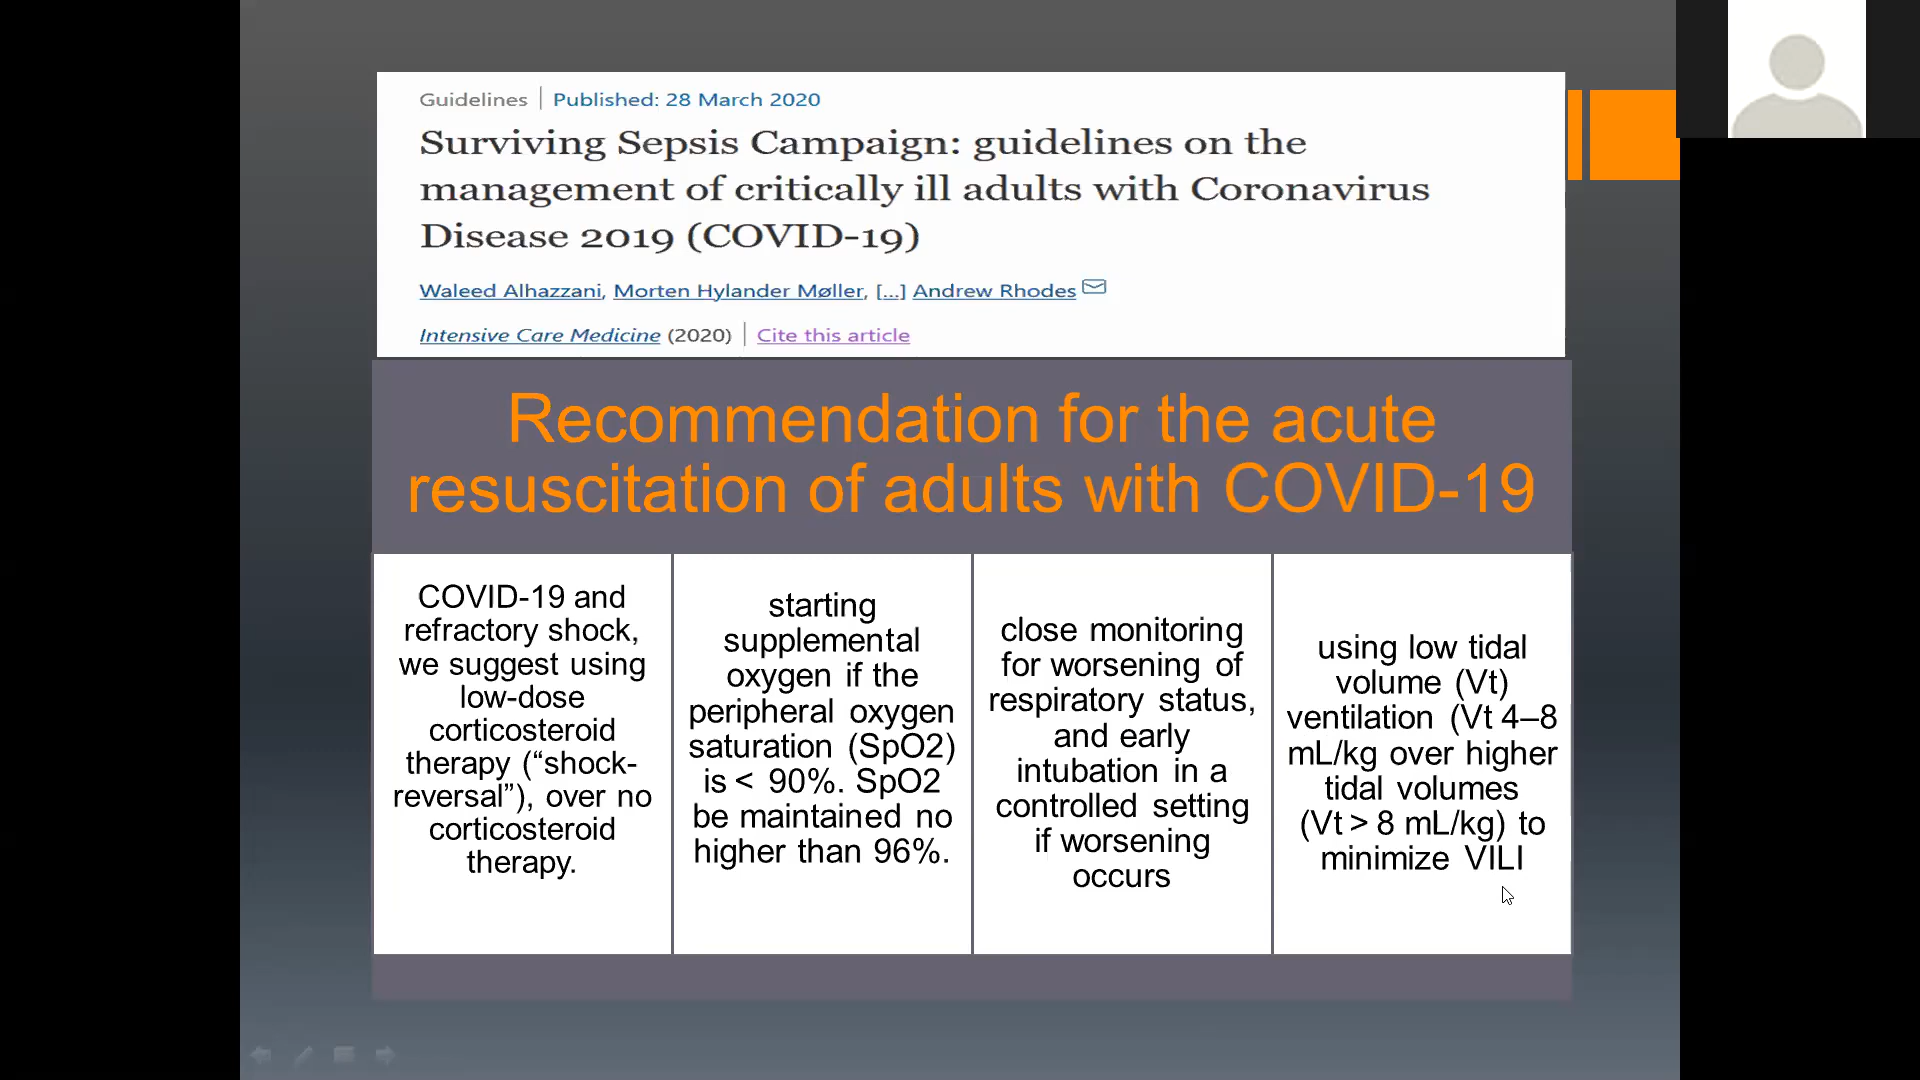 Guidelines | Published: 28 March 2020
Surviving Sepsis Campaign: guidelines on the
management of critically ill adults with Coronavirus
Disease 2019 (COVID-19)
Waleed Alhazzani, Morten Hylander Møller, [...] Andrew Rhodes
Intensive Care Medicine (2020) | Cite this article
Recommendation for the acute
resuscitation of adults with COVID-19
COVID-19 and
refractory shock,
we suggest using
low-dose
corticosteroid
therapy (“shock-
reversal”), over no
corticosteroid
therapy.
starting
supplemental
oxygen if the
peripheral oxygen
saturation (SpO2)
is < 90%. SpO2
be maintained no
higher than 96%.
close monitoring
for worsening of
respiratory status,
and early
intubation in a
controlled setting
if worsening
occurs
using low tidal
volume (Vt)
ventilation (Vt 4–8
mL/kg over higher
tidal volumes
(Vt > 8 mL/kg) to
minimize VILI